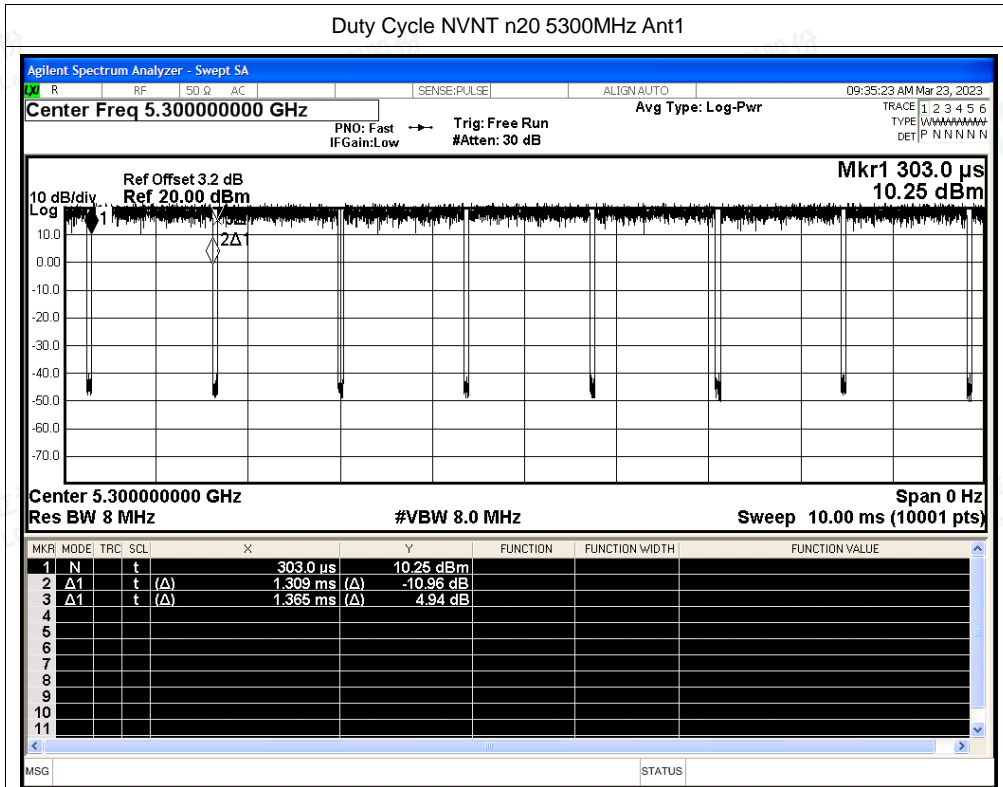 Duty Cycle NVNT n20 5300MHz Ant1
Agilent Spectrum Analyzer - Swept SA
LXI R RF 50 Ω AC SENSE:PULSE ALIGN AUTO 09:35:23 AM Mar 23, 2023
Center Freq 5.300000000 GHz Avg Type: Log-Pwr TRACE 1 2 3 4 5 6
PNO: Fast Trig: Free Run TYPE WWWWWW
IFGain:Low #Atten: 30 dB DET P N N N N N
Mkr1 303.0 µs
Ref Offset 3.2 dB
10 dB/div Ref 20.00 dBm 10.25 dBm
Log
1
10.0
2Δ1
0.00
-10.0
-20.0
-30.0
-40.0
-50.0
-60.0
-70.0
Center 5.300000000 GHz Span 0 Hz
Res BW 8 MHz #VBW 8.0 MHz Sweep 10.00 ms (10001 pts)
MKR MODE TRC SCL X Y FUNCTION FUNCTION WIDTH FUNCTION VALUE
1 N t 303.0 µs 10.25 dBm
2 Δ1 t (Δ) 1.309 ms (Δ) -10.96 dB
3 Δ1 t (Δ) 1.365 ms (Δ) 4.94 dB
4
5
6
7
8
9
10
11
MSG STATUS